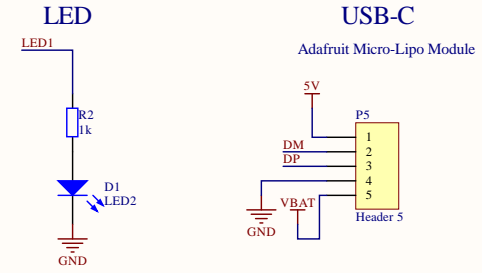 LED
LED1
R2
1k
D1
LED2
GND
USB-C
Adafruit Micro-Lipo Module
5V
P5
1
DM 2
DP 3
4
VBAT 5
GND
Header 5